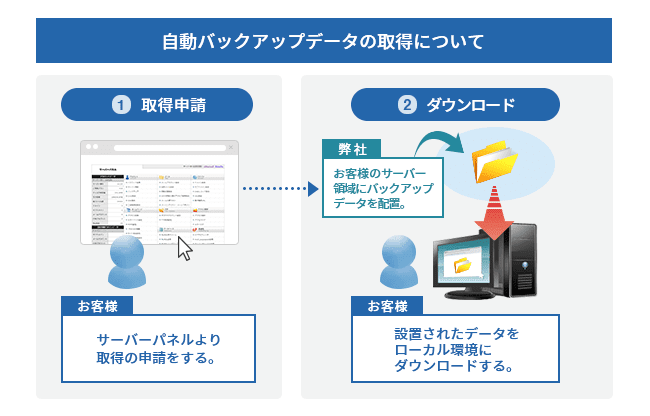 自動バックアップデータの取得について
1 取得申請
お客様
サーバーパネルより
取得の申請をする。
2 ダウンロード
弊社
お客様のサーバー
領域にバックアップ
データを配置。
お客様
設置されたデータを
ローカル環境に
ダウンロードする。